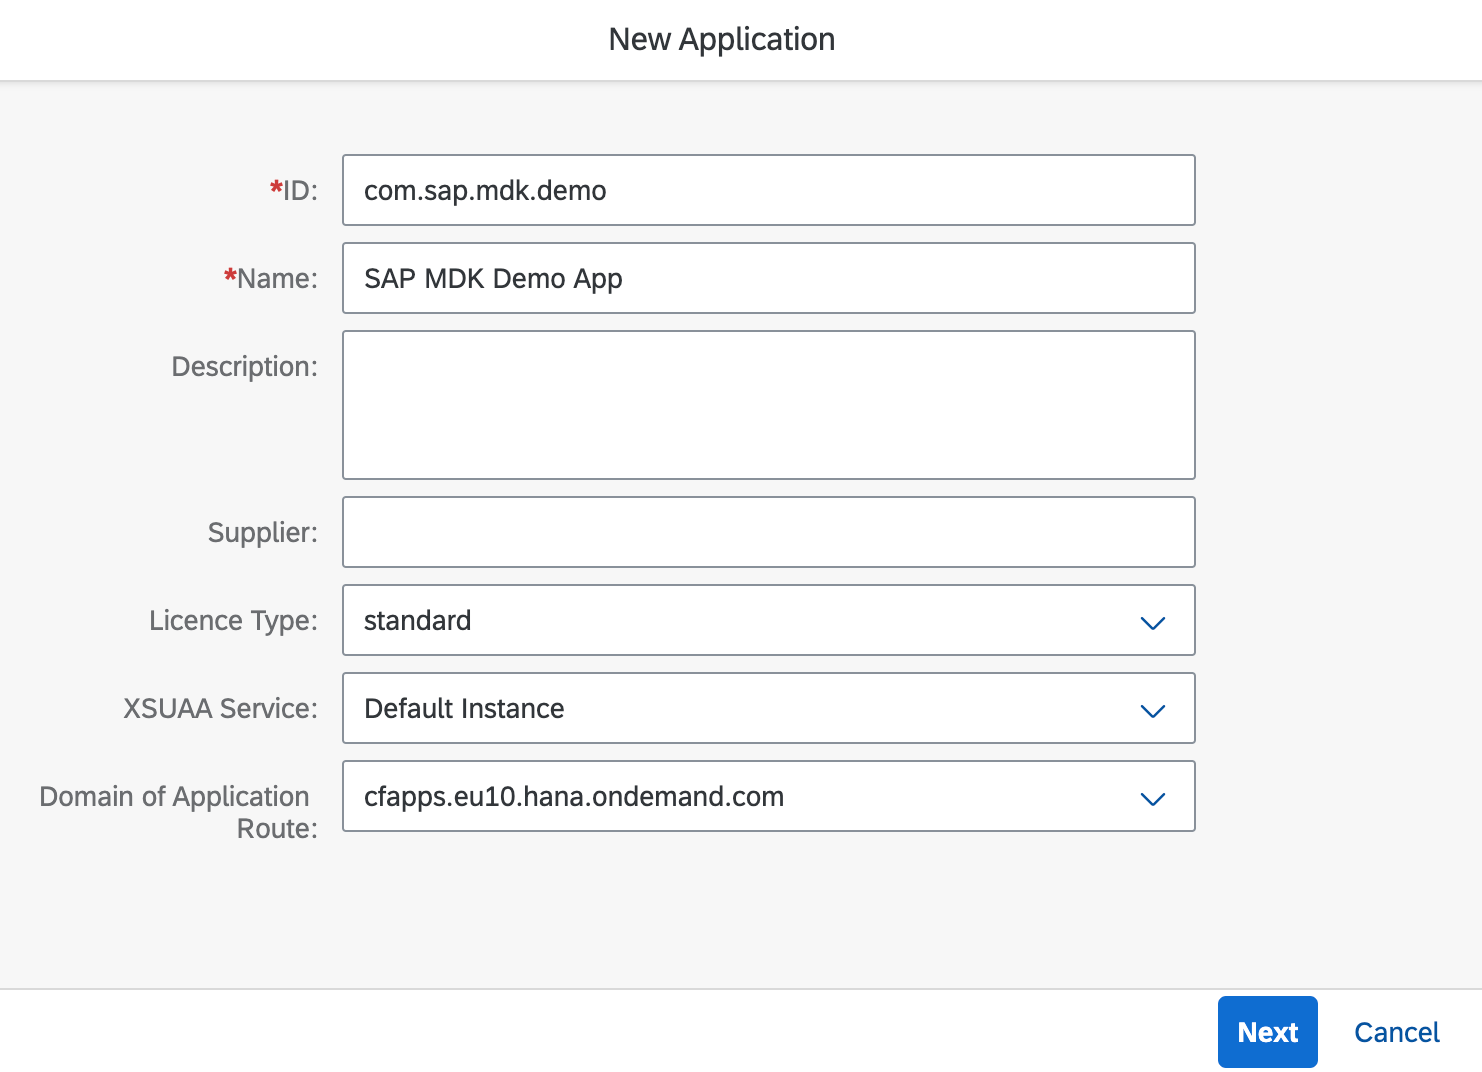 New Application
*ID:
com.sap.mdk.demo
*Name:
SAP MDK Demo App
Description:
Supplier:
Licence Type:
standard
XSUAA Service:
Default Instance
Domain of Application
Route:
cfapps.eu10.hana.ondemand.com
Next
Cancel